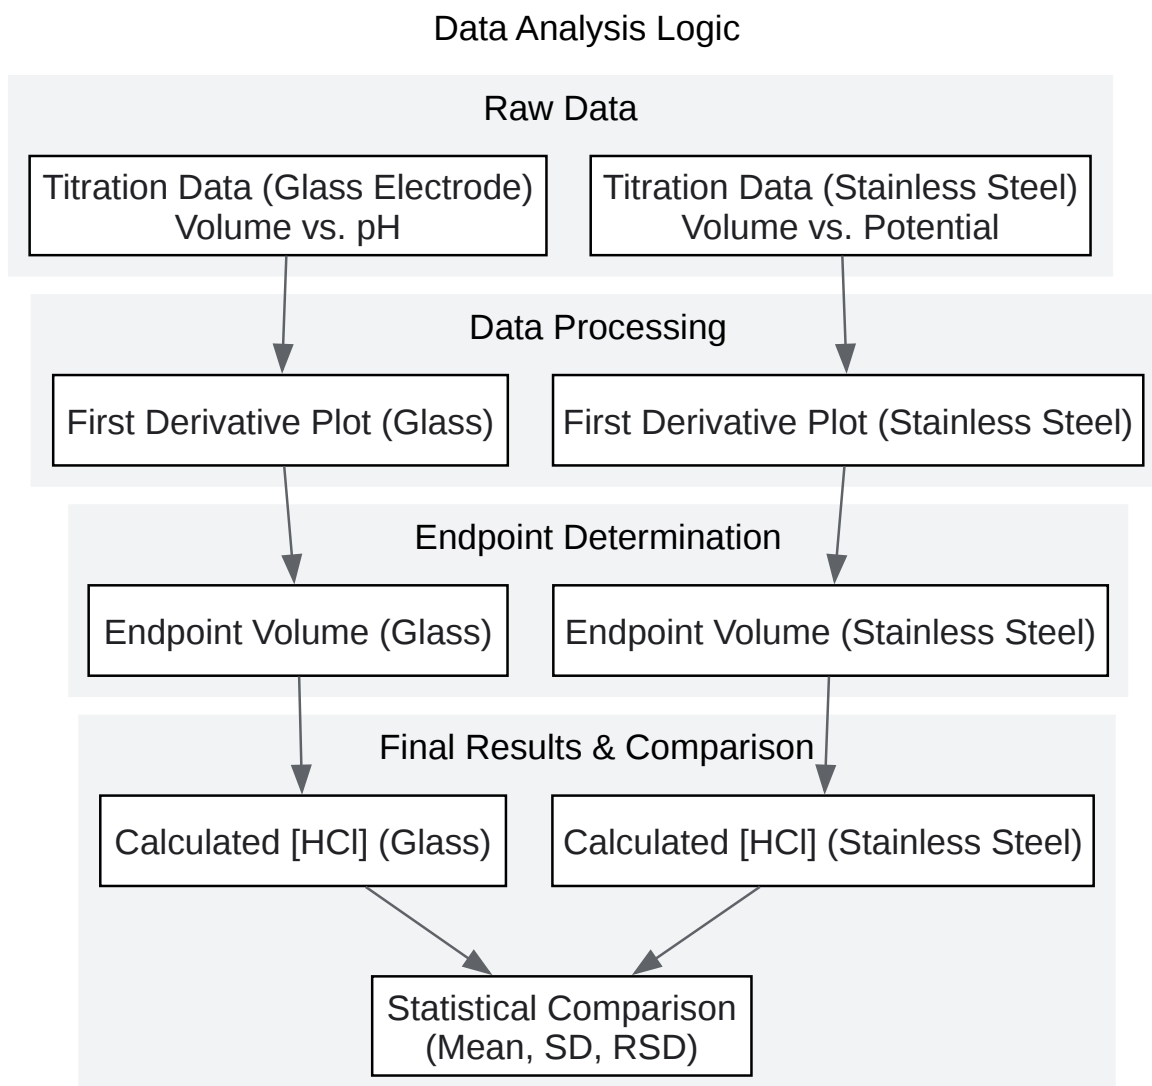 Data Analysis Logic
Raw Data
Titration Data (Glass Electrode)
Volume vs. pH
Titration Data (Stainless Steel)
Volume vs. Potential
Data Processing
First Derivative Plot (Glass)
First Derivative Plot (Stainless Steel)
Endpoint Determination
Endpoint Volume (Glass)
Endpoint Volume (Stainless Steel)
Final Results & Comparison
Calculated [HCl] (Glass)
Calculated [HCl] (Stainless Steel)
Statistical Comparison
(Mean, SD, RSD)